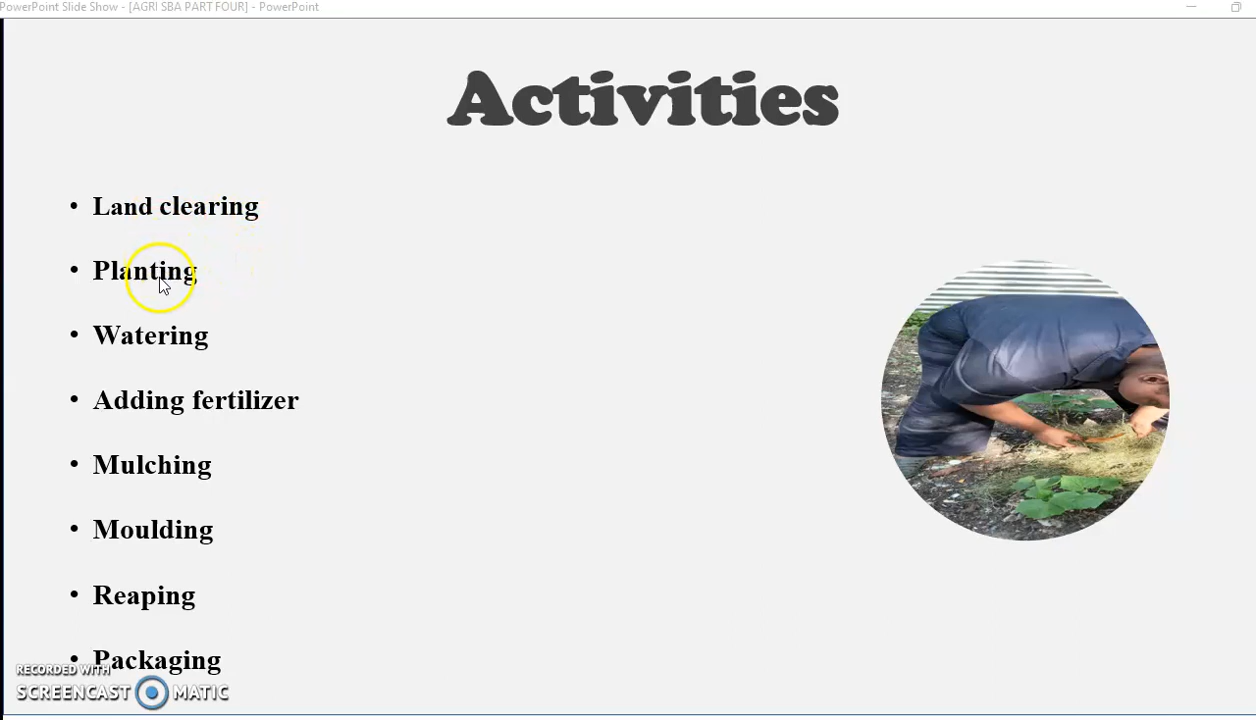 PowerPoint Slide Show - [AGRI SBA PART FOUR] - PowerPoint
Activities
• Land clearing
• Planting
• Watering
• Adding fertilizer
• Mulching
• Moulding
• Reaping
• Packaging
RECORDED WITH
SCREENCAST MATIC